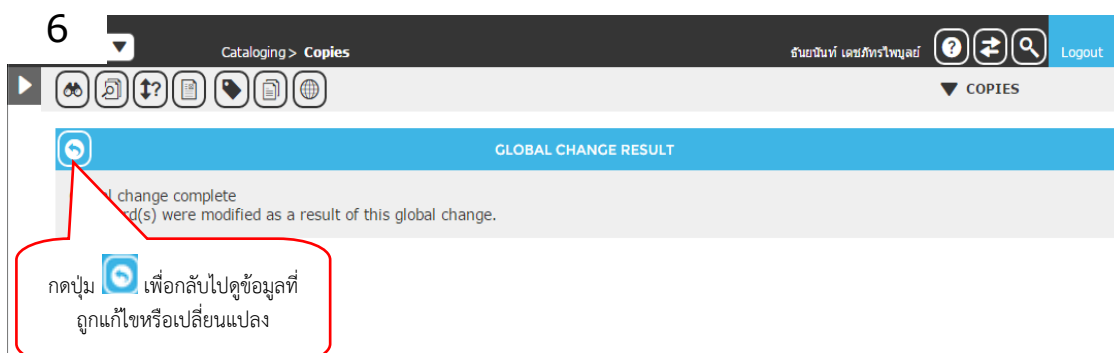 6
Cataloging > Copies
ธันยนันท์ เดชภัทรไพบูลย์
Logout
COPIES
GLOBAL CHANGE RESULT
change complete
were modified as a result of this global change.
กดปุ่ม เพื่อกลับไปดูข้อมูลที่
ถูกแก้ไขหรือเปลี่ยนแปลง